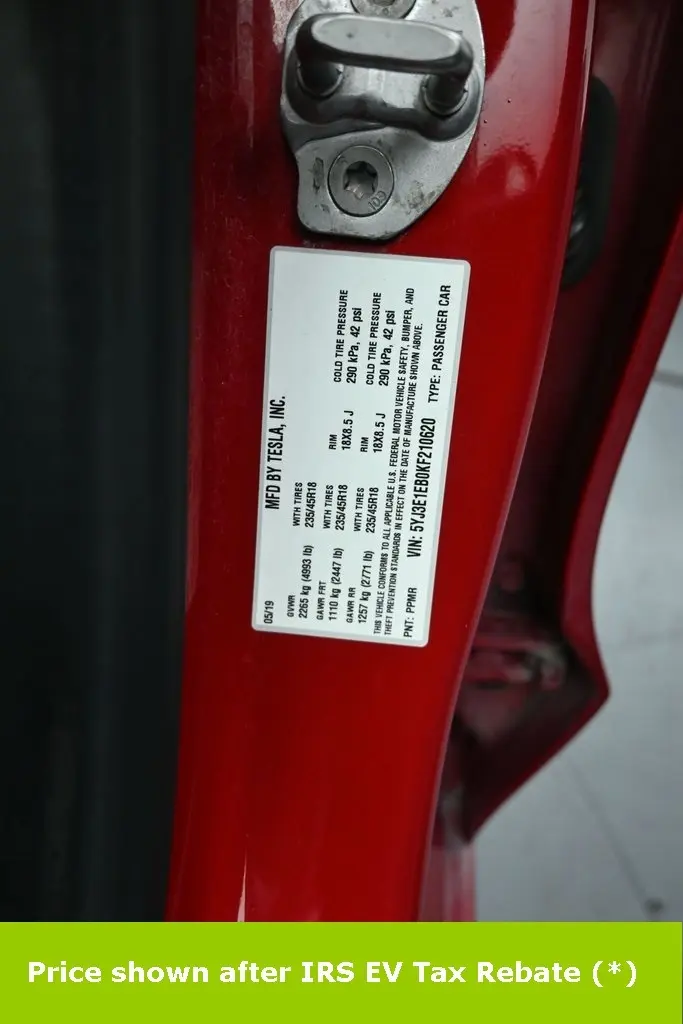 10.9
MFD BY TESLA, INC.
05/19
GVWR
2265 kg (4993 lb)
WITH TIRES
235/45R18
GAWR FRT
1110 kg (2447 lb)
WITH TIRES
235/45R18
RIM
18X8.5 J
COLD TIRE PRESSURE
290 kPa, 42 psi
GAWR RR
1257 kg (2771 lb)
WITH TIRES
235/45R18
RIM
18X8.5 J
COLD TIRE PRESSURE
290 kPa, 42 psi
THIS VEHICLE CONFORMS TO ALL APPLICABLE U.S. FEDERAL MOTOR VEHICLE SAFETY, BUMPER, AND
THEFT PREVENTION STANDARDS IN EFFECT ON THE DATE OF MANUFACTURE SHOWN ABOVE.
PNT: PPMR VIN: 5YJ3E1EB0KF210620 TYPE: PASSENGER CAR
Price shown after IRS EV Tax Rebate (*)